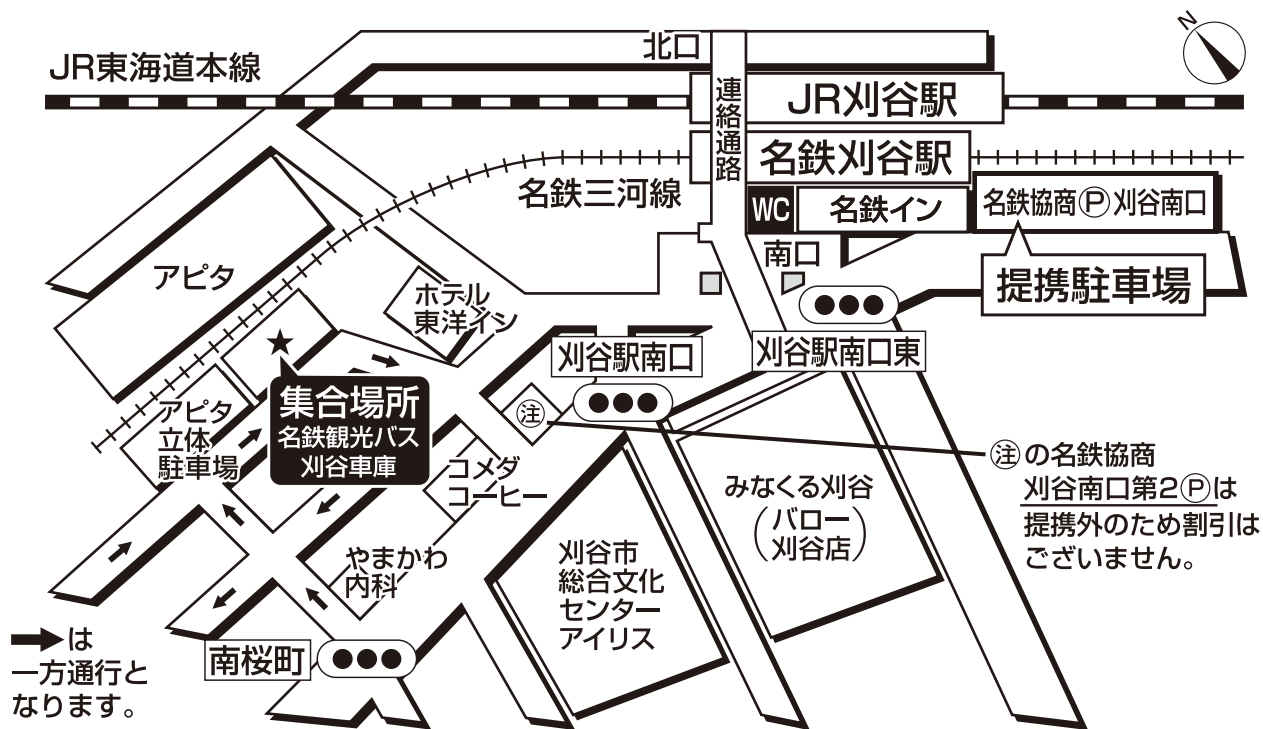 N
北口
JR東海道本線
連絡通路
JR刈谷駅
名鉄刈谷駅
名鉄三河線
WC
名鉄イン
名鉄協商Ⓟ刈谷南口
南口
提携駐車場
アピタ
ホテル
東洋イン
★
刈谷駅南口
刈谷駅南口東
集合場所
名鉄観光バス
刈谷車庫
アピタ
立体
駐車場
注
コメダ
コーヒー
みなくる刈谷
(バロー
刈谷店)
注の名鉄協商
刈谷南口第2Ⓟは
提携外のため割引は
ございません。
やまかわ
内科
刈谷市
総合文化
センター
アイリス
南桜町
➡は
一方通行と
なります。